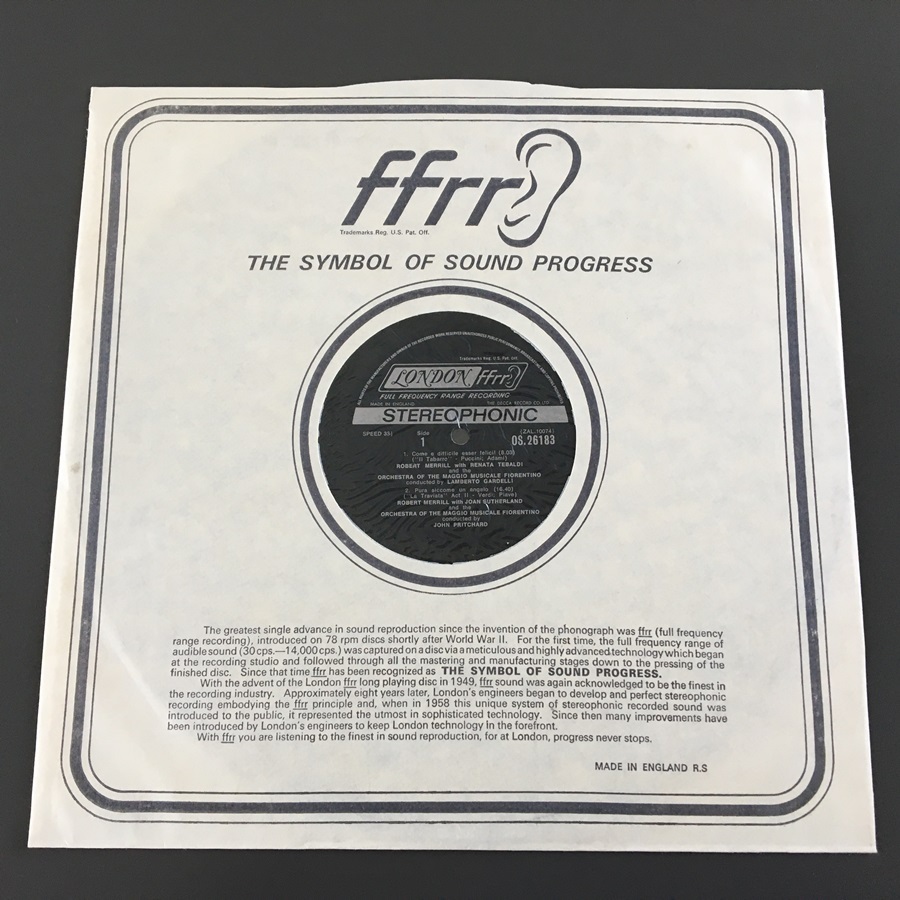 ffrr
Trademarks Reg. U.S. Pat. Off.
THE SYMBOL OF SOUND PROGRESS
Trademarks Reg. U.S. Pat. Off.
LONDON ffrr
FULL FREQUENCY RANGE RECORDING
MADE IN ENGLAND THE DECCA RECORD CO LTD
STEREOPHONIC
SPEED 33⅓ Side (ZAL.10074)
1 OS.26183
1. Come e difficile esser felici! (5.03)
("Il Tabarro" - Puccini, Adami)
ROBERT MERRILL with RENATA TEBALDI
and the
ORCHESTRA OF THE MAGGIO MUSICALE FIORENTINO
conducted by LAMBERTO GARDELLI
2. Pura siccome un angelo (16.40)
("La Traviata" Act II - Verdi, Piave)
ROBERT MERRILL with JOAN SUTHERLAND
and the
ORCHESTRA OF THE MAGGIO MUSICALE FIORENTINO
conducted by
JOHN PRITCHARD
The greatest single advance in sound reproduction since the invention of the phonograph was ffrr (full frequency
range recording), introduced on 78 rpm discs shortly after World War II. For the first time, the full frequency range of
audible sound (30 cps.—14,000 cps.) was captured on a disc via a meticulous and highly advanced technology which began
at the recording studio and followed through all the mastering and manufacturing stages down to the pressing of the
finished disc. Since that time ffrr has been recognized as THE SYMBOL OF SOUND PROGRESS.
With the advent of the London ffrr long playing disc in 1949, ffrr sound was again acknowledged to be the finest in
the recording industry. Approximately eight years later, London's engineers began to develop and perfect stereophonic
recording embodying the ffrr principle and, when in 1958 this unique system of stereophonic recorded sound was
introduced to the public, it represented the utmost in sophisticated technology. Since then many improvements have
been introduced by London's engineers to keep London technology in the forefront.
With ffrr you are listening to the finest in sound reproduction, for at London, progress never stops.
MADE IN ENGLAND R.S